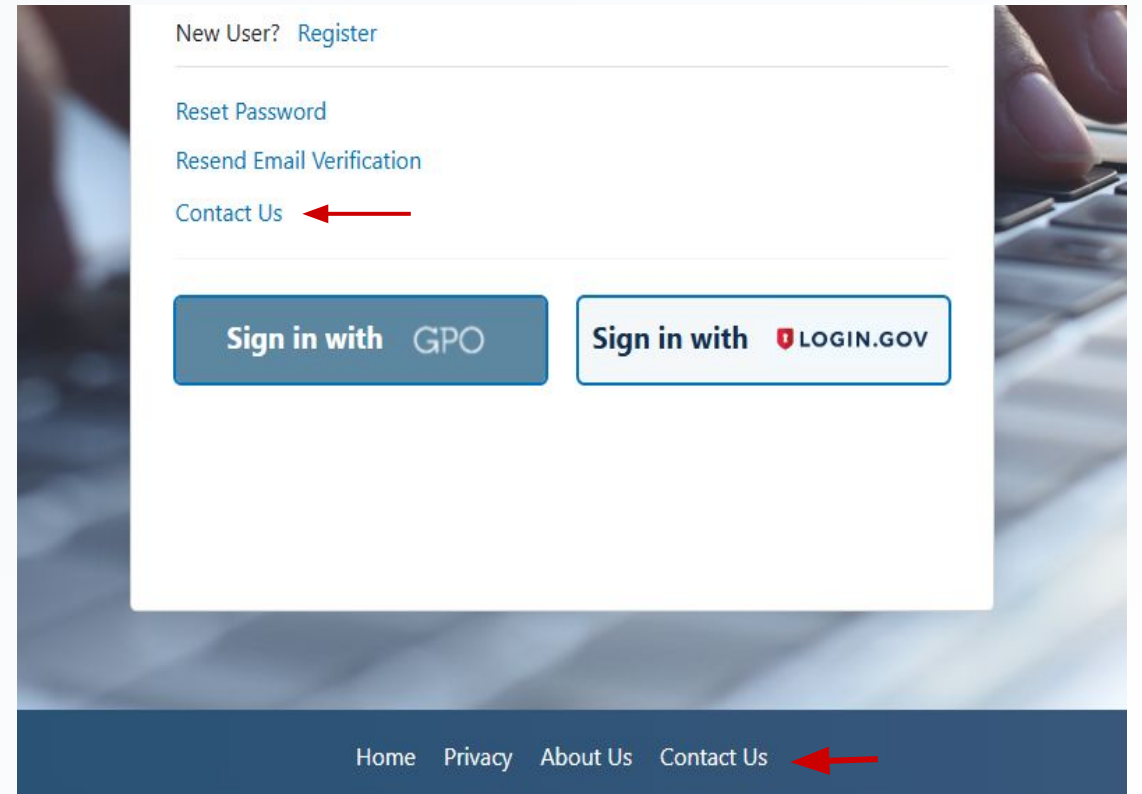 New User? Register
Reset Password
Resend Email Verification
Contact Us
Sign in with GPO Sign in with LOGIN.GOV
Home Privacy About Us Contact Us